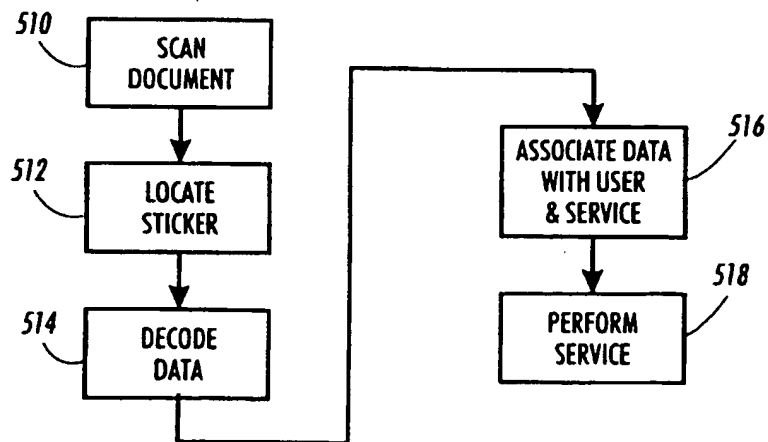 510
SCAN
DOCUMENT
512
LOCATE
STICKER
514
DECODE
DATA
516
ASSOCIATE DATA
WITH USER
& SERVICE
518
PERFORM
SERVICE